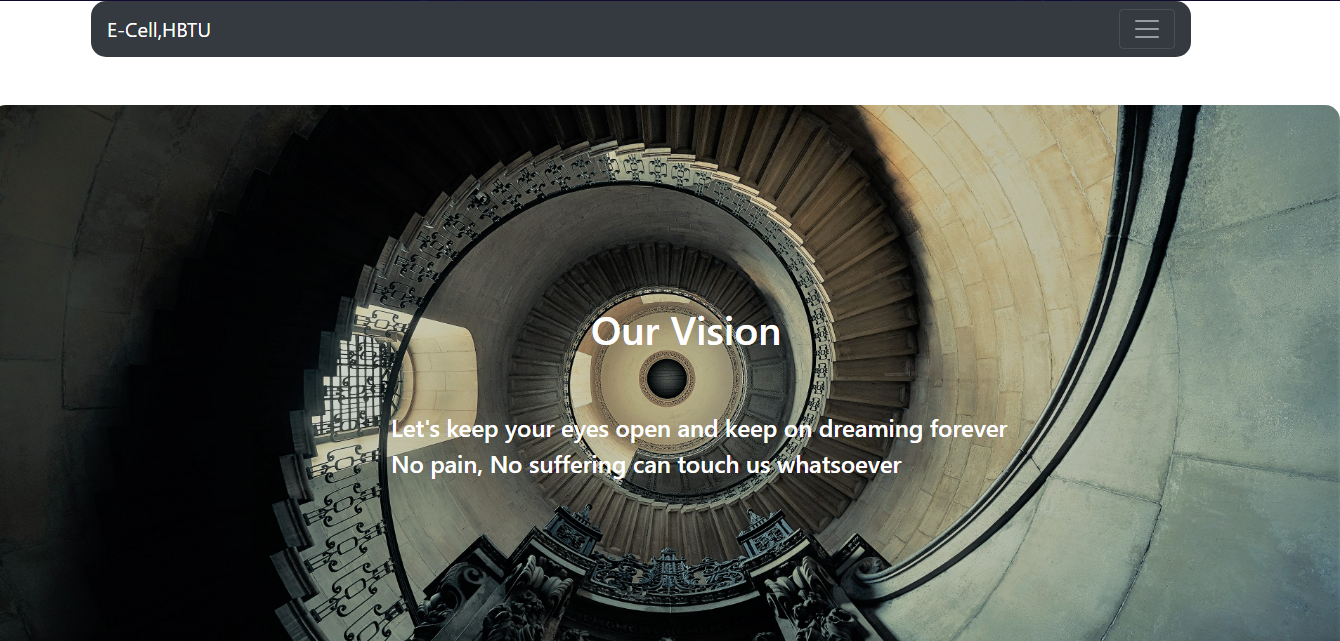 E-Cell,HBTU
Our Vision
Let's keep your eyes open and keep on dreaming forever
No pain, No suffering can touch us whatsoever